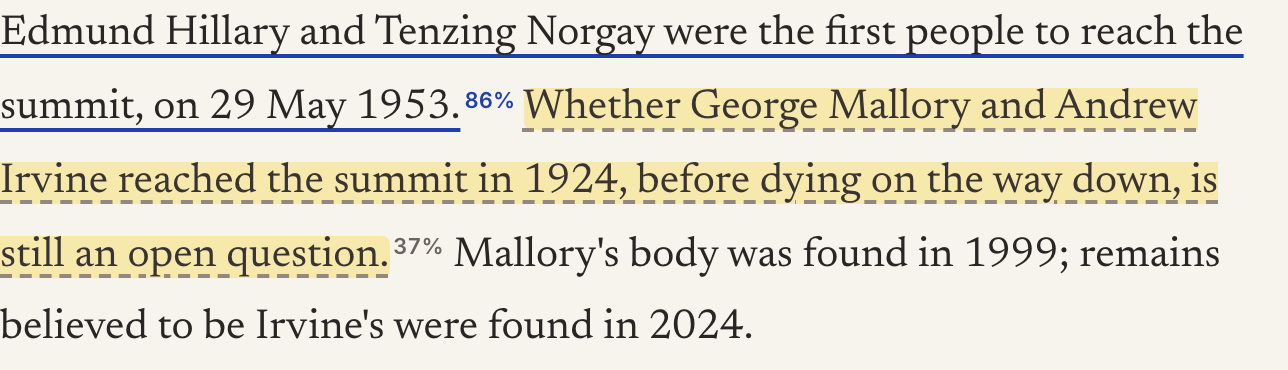 Edmund Hillary and Tenzing Norgay were the first people to reach the
summit, on 29 May 1953.86% Whether George Mallory and Andrew
Irvine reached the summit in 1924, before dying on the way down, is
still an open question.37% Mallory's body was found in 1999; remains
believed to be Irvine's were found in 2024.